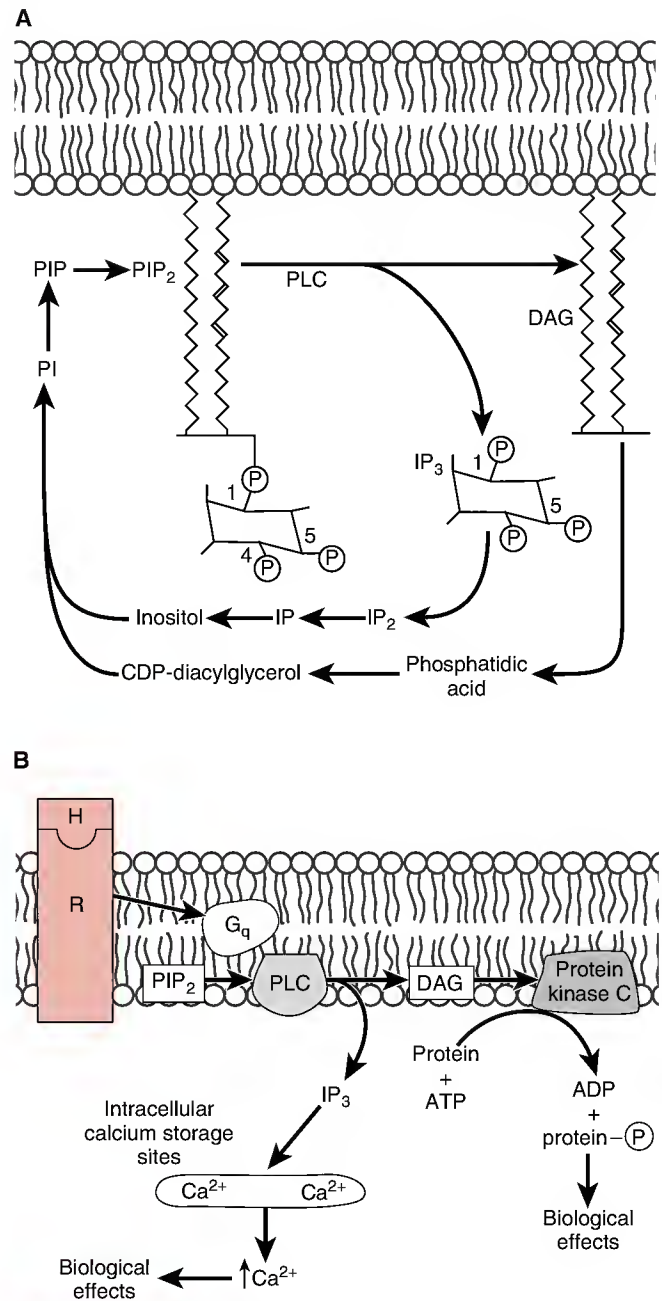 A
PIP
PIP₂
PLC
DAG
PI
P
1
5
4
P
P
IP₃
P
1
5
P
P
Inositol
IP
IP₂
CDP-diacylglycerol
Phosphatidic
acid
B
H
R
Gq
PIP₂
PLC
DAG
Protein
kinase C
Protein
+
ATP
ADP
+
protein–P
IP₃
Intracellular
calcium storage
sites
Ca²⁺ Ca²⁺
Biological
effects
↑Ca²⁺
Biological
effects